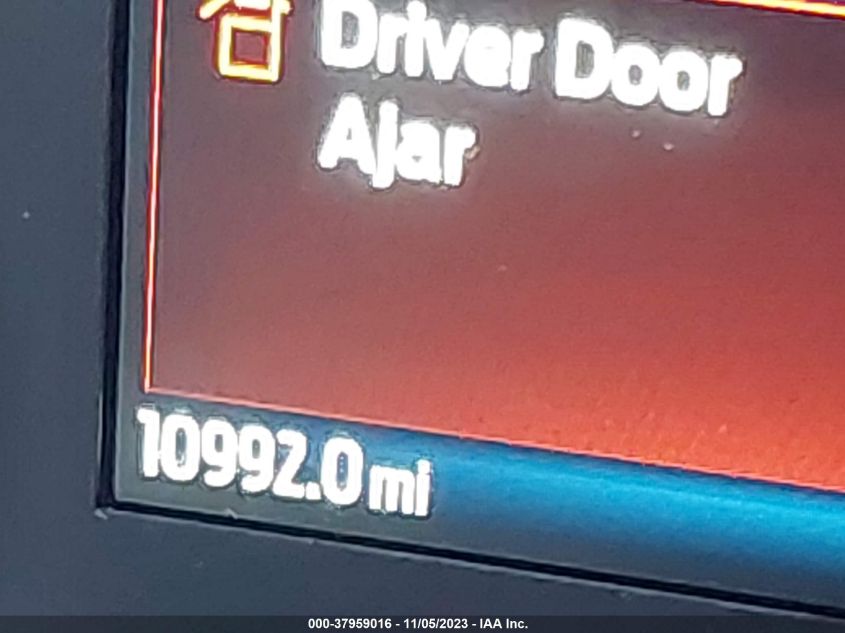 Driver Door
Ajar
10992.0 mi
000-37959016 - 11/05/2023 - IAA Inc.